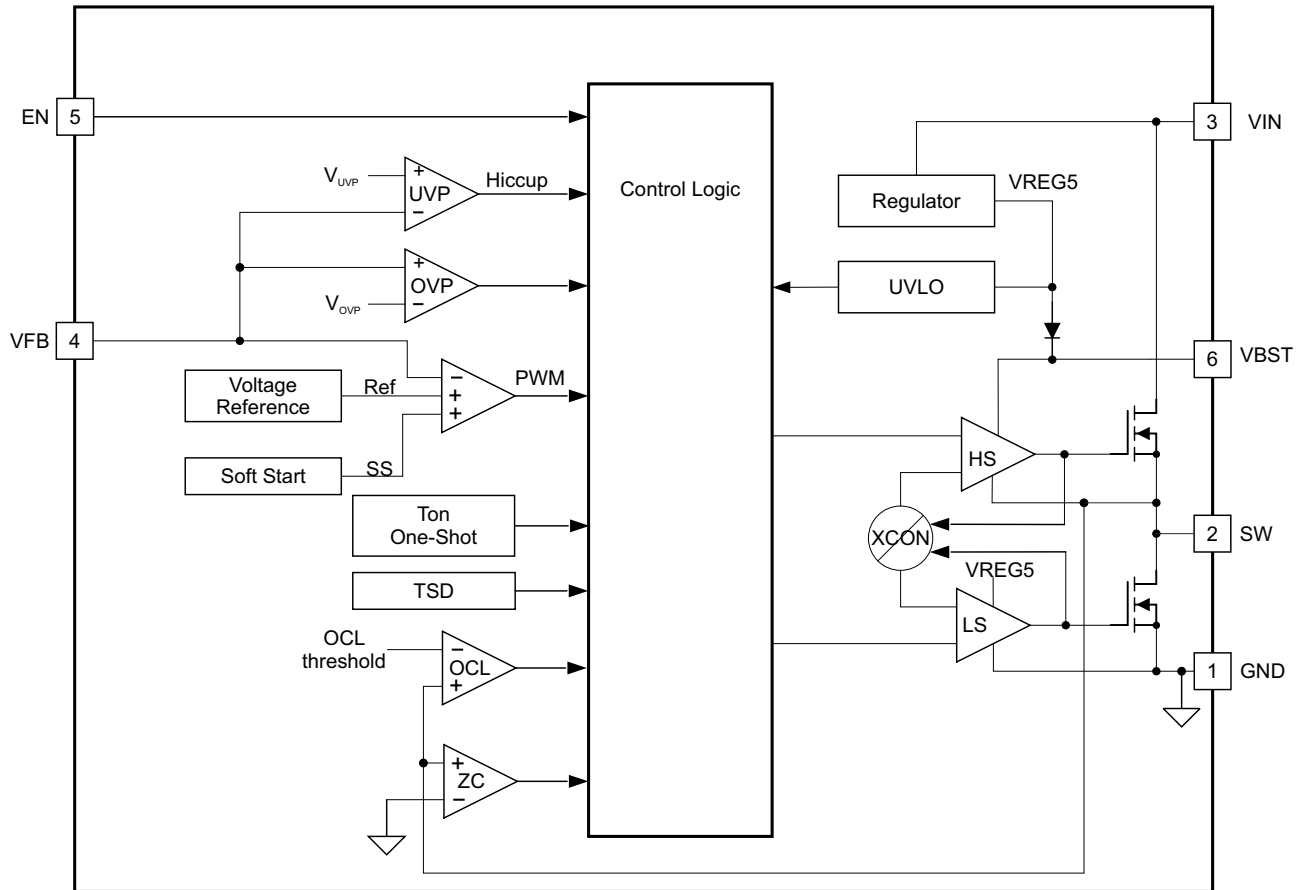 EN
5
3
VIN
VUVP
+
UVP
−
Hiccup
Control Logic
Regulator
VREG5
+
OVP
−
VOVP
UVLO
VFB
4
6
VBST
Voltage
Reference
Ref
−
+
+
PWM
Soft Start
SS
HS
Ton
One-Shot
XCON
2
SW
TSD
VREG5
LS
OCL
threshold
−
OCL
+
1
GND
+
ZC
−